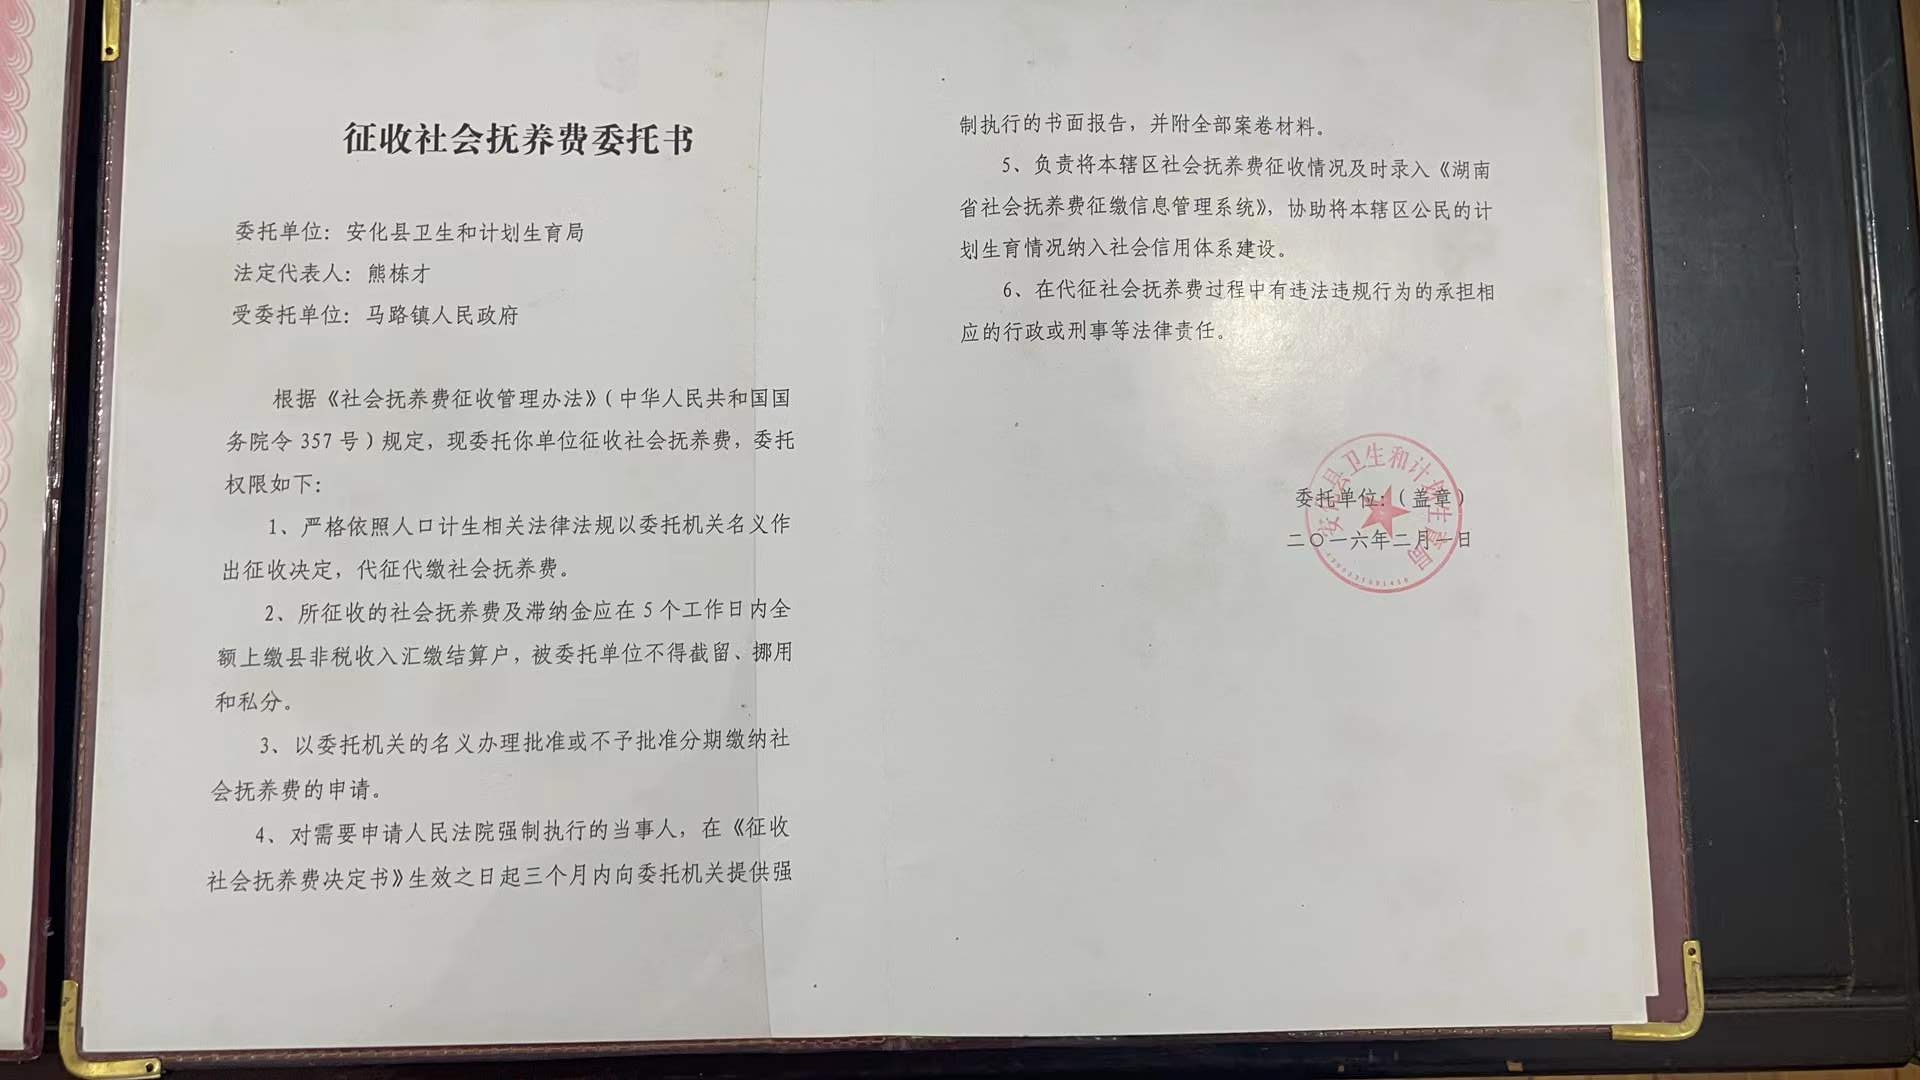 征收社会抚养费委托书
委托单位：安化县卫生和计划生育局
法定代表人：熊栋才
受委托单位：马路镇人民政府
根据《社会抚养费征收管理办法》（中华人民共和国国
务院令 357 号）规定，现委托你单位征收社会抚养费，委托
权限如下：
1、严格依照人口计生相关法律法规以委托机关名义作
出征收决定，代征代缴社会抚养费。
2、所征收的社会抚养费及滞纳金应在 5 个工作日内全
额上缴县非税收入汇缴结算户，被委托单位不得截留、挪用
和私分。
3、以委托机关的名义办理批准或不予批准分期缴纳社
会抚养费的申请。
4、对需要申请人民法院强制执行的当事人，在《征收
社会抚养费决定书》生效之日起三个月内向委托机关提供强
制执行的书面报告，并附全部案卷材料。
5、负责将本辖区社会抚养费征收情况及时录入《湖南
省社会抚养费征缴信息管理系统》，协助将本辖区公民的计
划生育情况纳入社会信用体系建设。
6、在代征社会抚养费过程中有违法违规行为的承担相
应的行政或刑事等法律责任。
委托单位：（盖章）
二〇一六年二月一日
安化县卫生和计划生育局